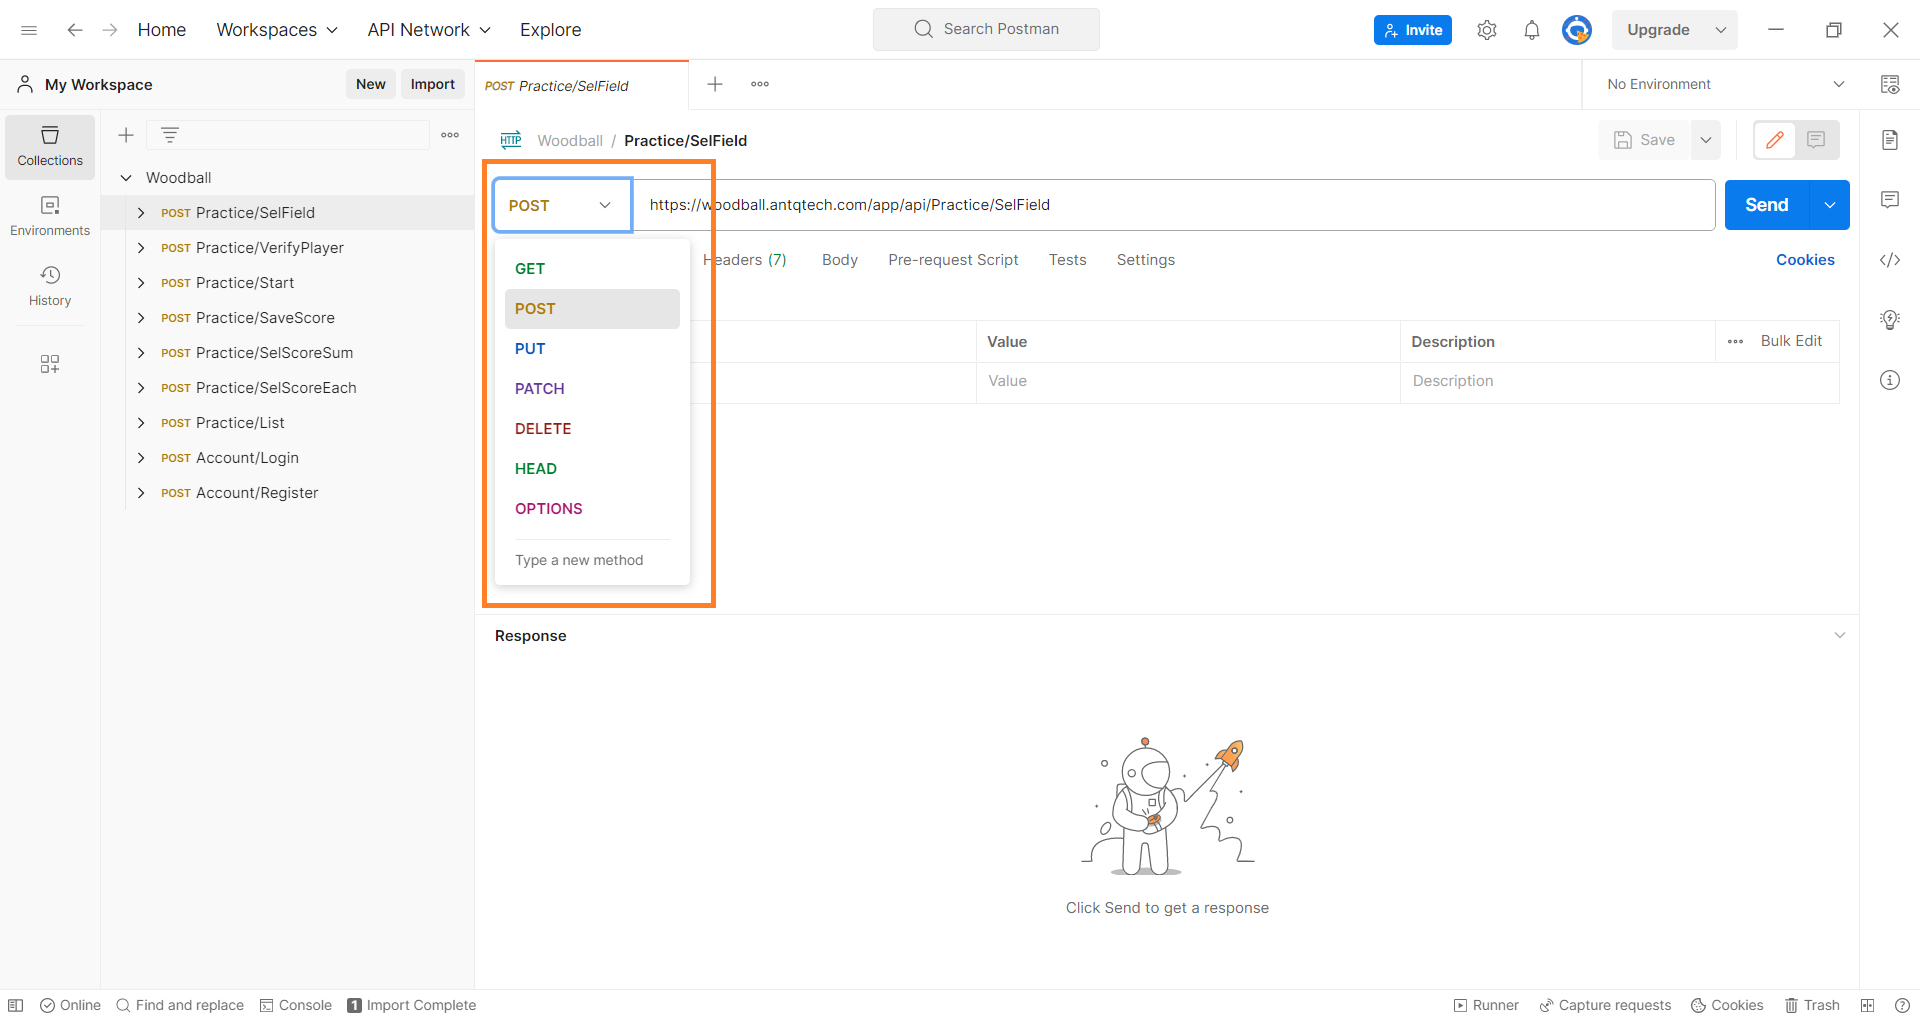 Home Workspaces API Network Explore Search Postman Invite Upgrade
My Workspace New Import POST Practice/SelField No Environment
Collections
Environments
History
Woodball
POST Practice/SelField
POST Practice/VerifyPlayer
POST Practice/Start
POST Practice/SaveScore
POST Practice/SelScoreSum
POST Practice/SelScoreEach
POST Practice/List
POST Account/Login
POST Account/Register
HTTP Woodball / Practice/SelField Save
POST https://woodball.antqtech.com/app/api/Practice/SelField Send
Headers (7) Body Pre-request Script Tests Settings Cookies
GET
POST
PUT
PATCH
DELETE
HEAD
OPTIONS
Type a new method
Value Description Bulk Edit
Value Description
Response
Click Send to get a response
Online Find and replace Console 1 Import Complete Runner Capture requests Cookies Trash